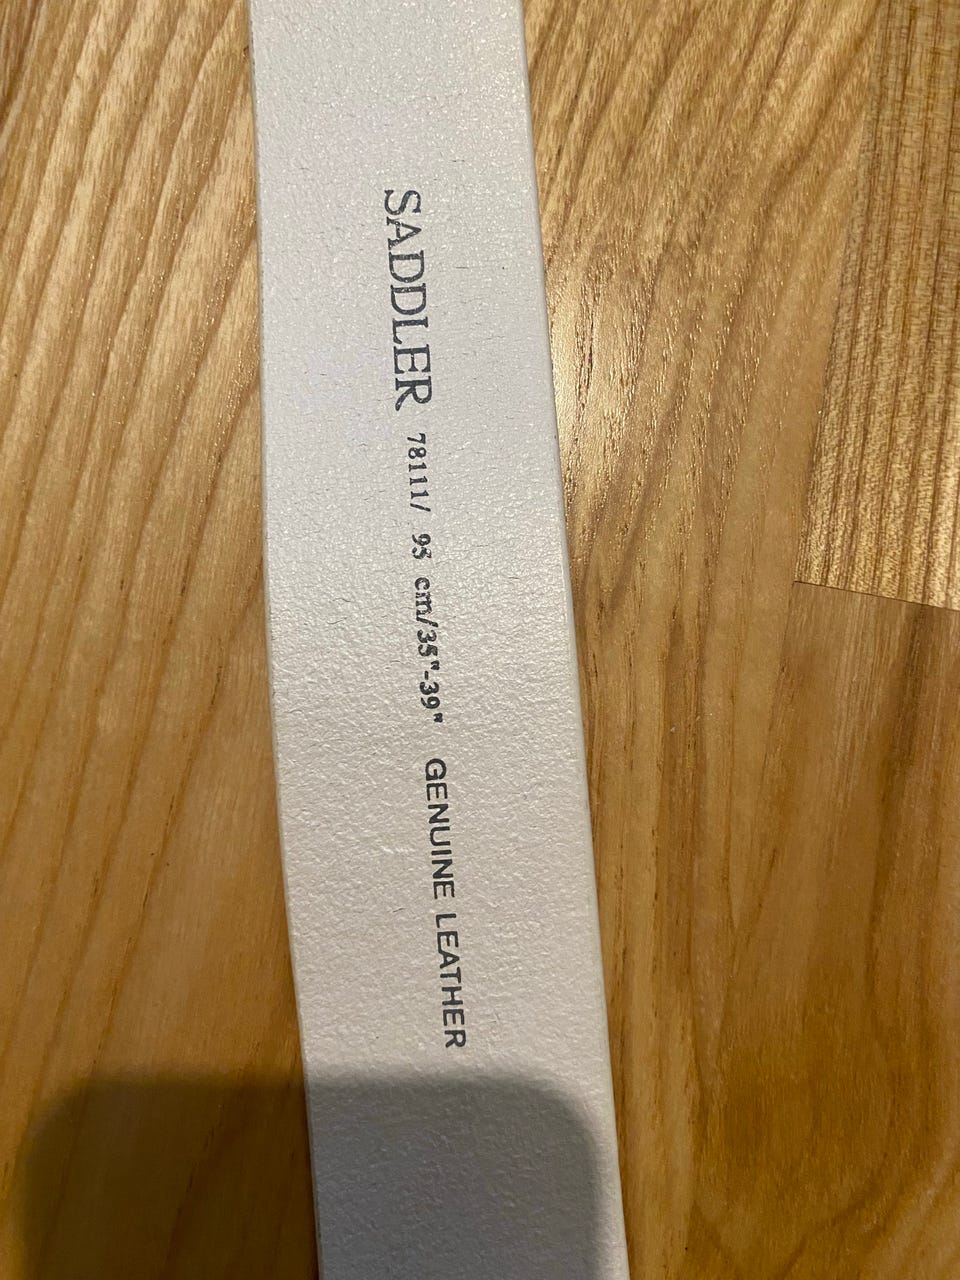 SADDLER 78111/ 95 cm/35"-39" GENUINE LEATHER